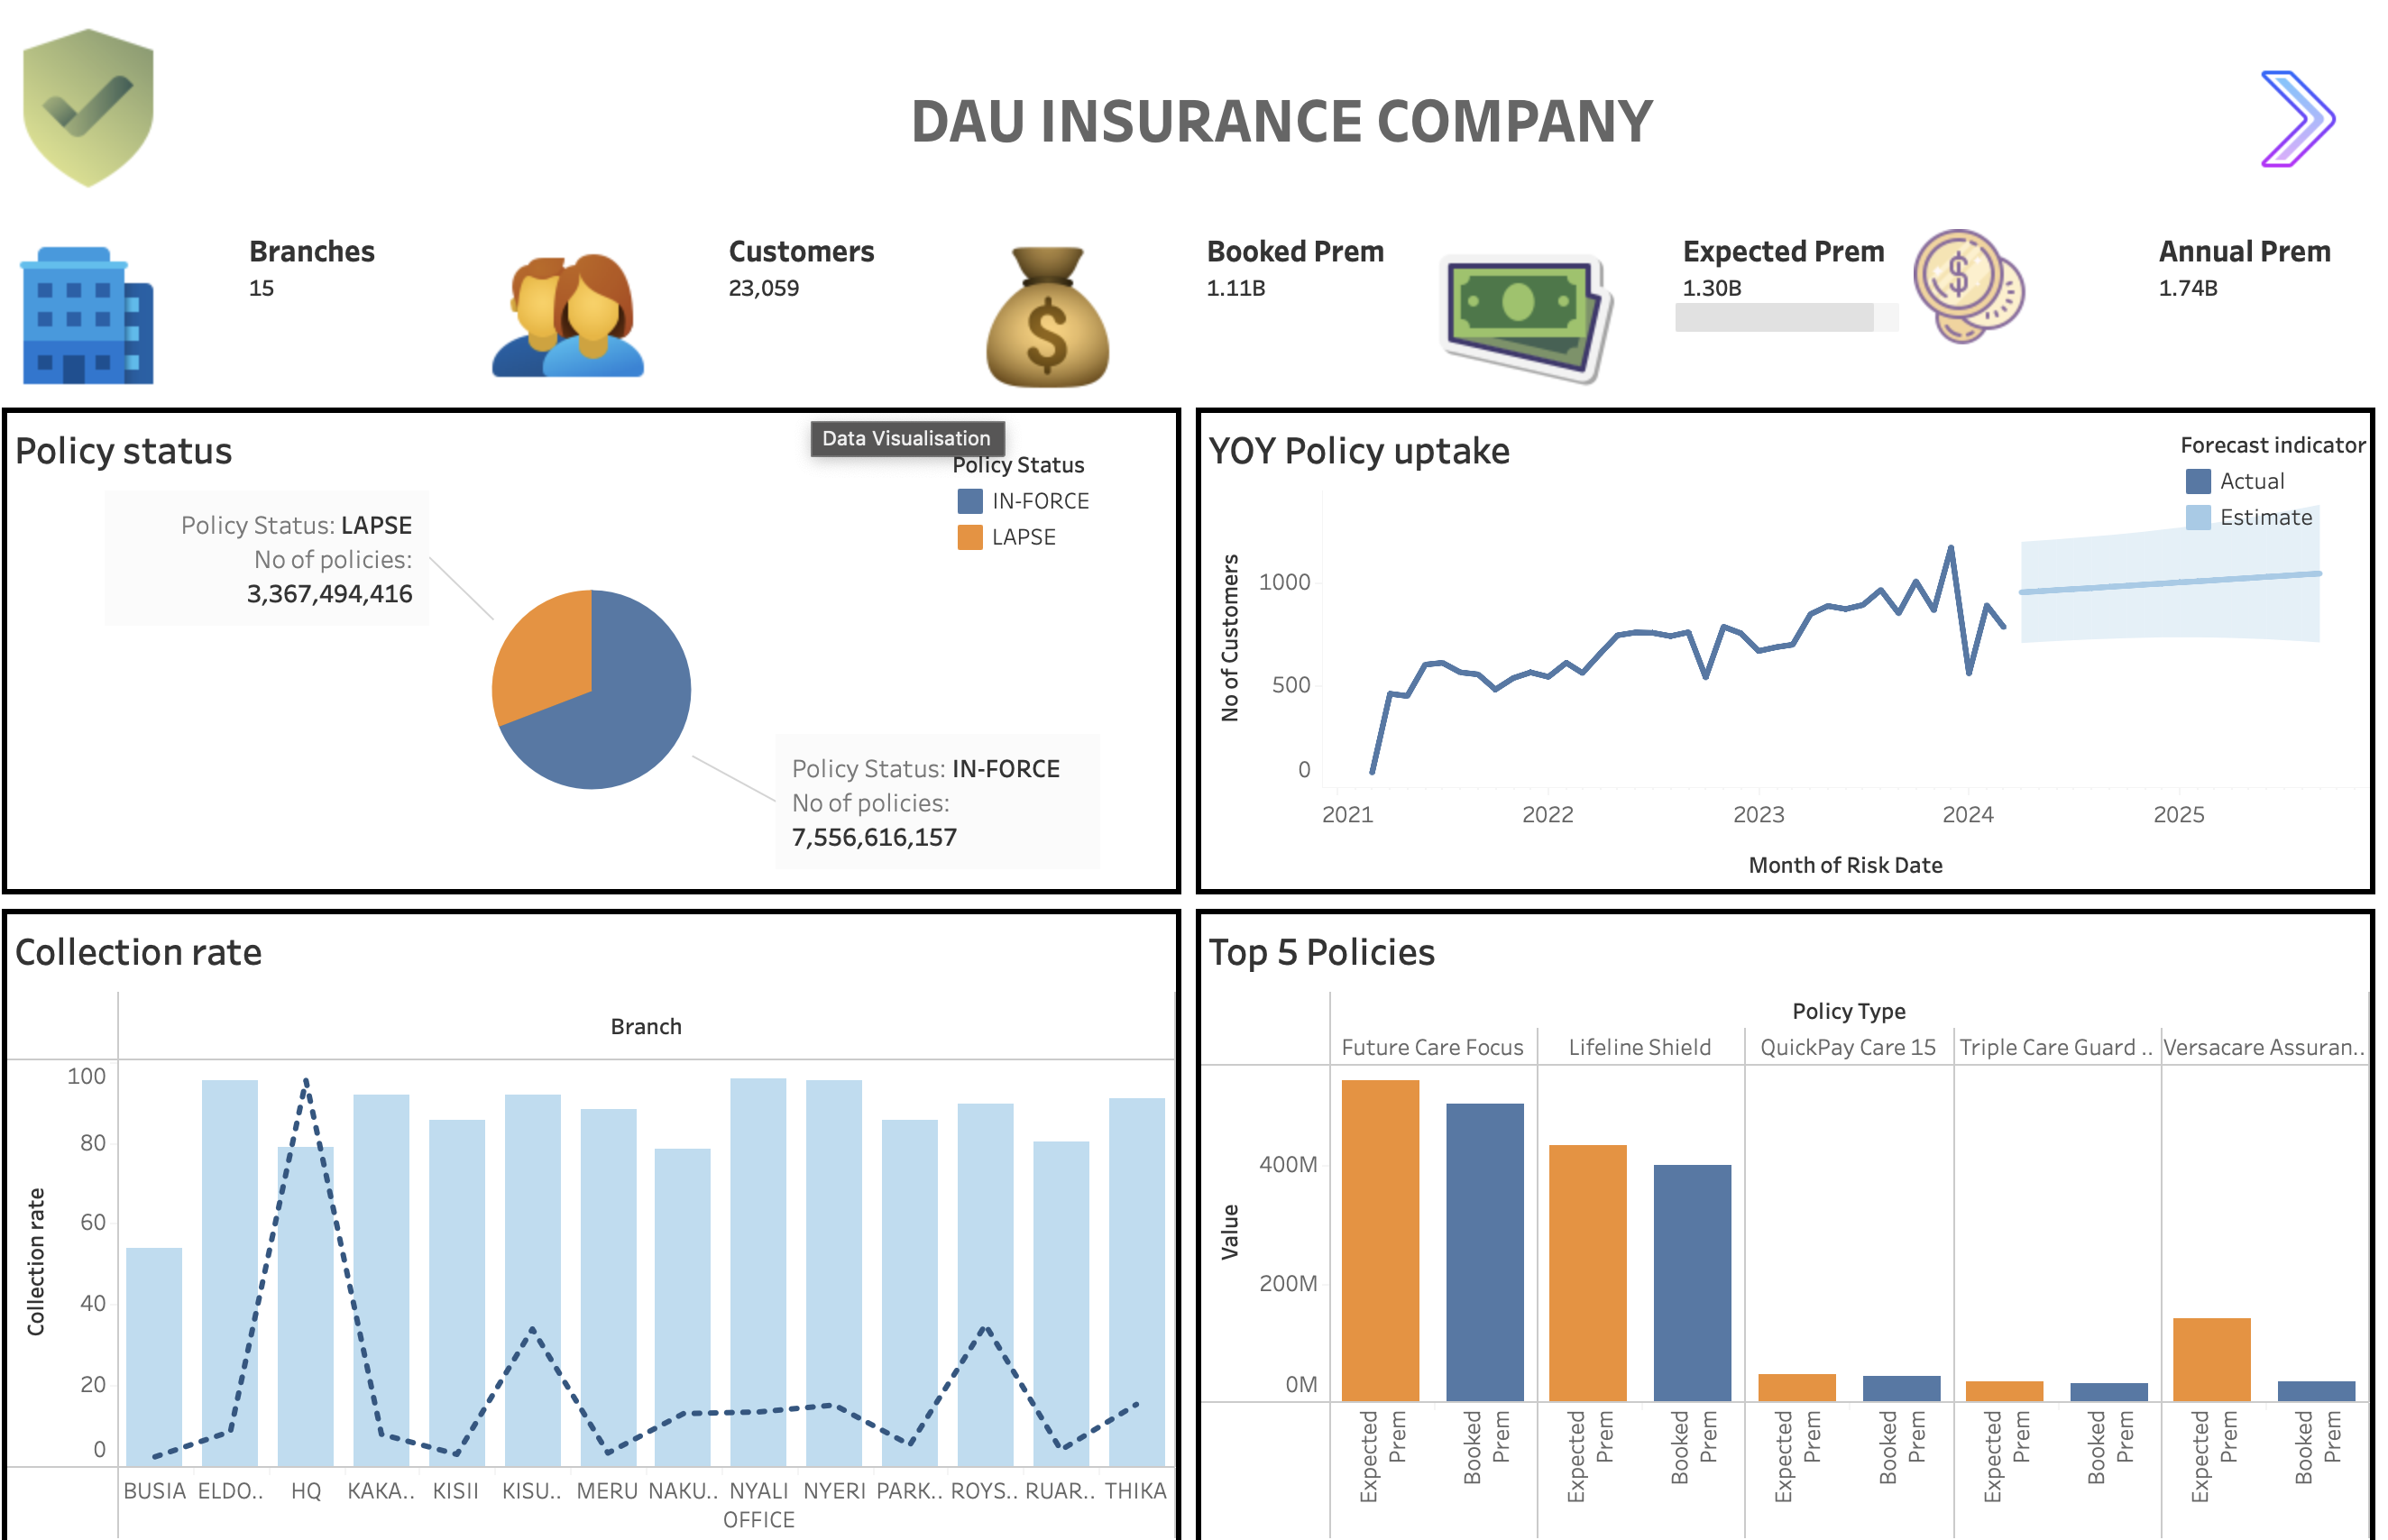 DAU INSURANCE COMPANY
Branches
15
Customers
23,059
Booked Prem
1.11B
Expected Prem
1.30B
Annual Prem
1.74B
Policy status
Data Visualisation
Policy Status
IN-FORCE
LAPSE
Policy Status: LAPSE
No of policies:
3,367,494,416
Policy Status: IN-FORCE
No of policies:
7,556,616,157
YOY Policy uptake
Forecast indicator
Actual
Estimate
No of Customers
1000
500
0
2021 2022 2023 2024 2025
Month of Risk Date
Collection rate
Branch
Collection rate
100
80
60
40
20
0
BUSIA ELDO.. HQ KAKA.. KISII KISU.. MERU NAKU.. NYALI NYERI PARK.. ROYS.. RUAR.. THIKA
OFFICE
Top 5 Policies
Policy Type
Future Care Focus Lifeline Shield QuickPay Care 15 Triple Care Guard .. Versacare Assuran..
Value
400M
200M
0M
Expected Prem
Booked Prem
Expected Prem
Booked Prem
Expected Prem
Booked Prem
Expected Prem
Booked Prem
Expected Prem
Booked Prem